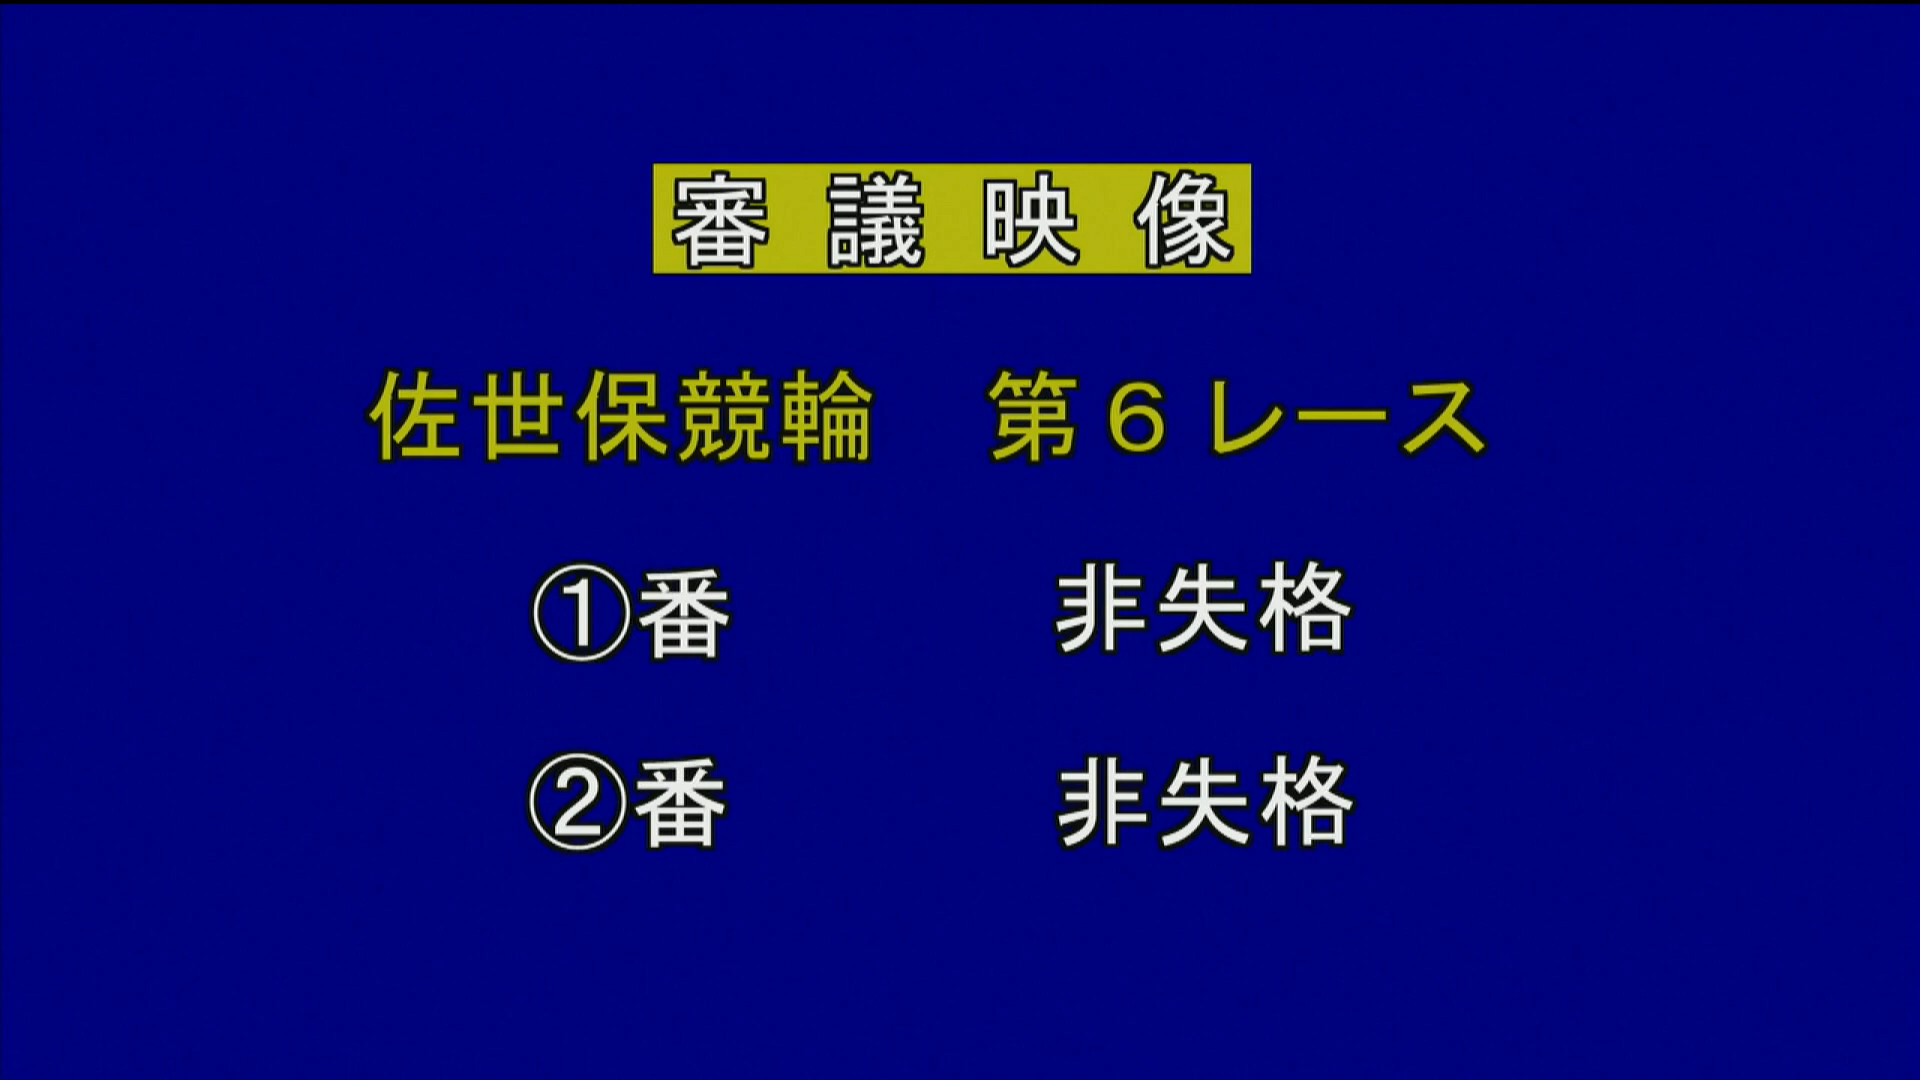 審議映像
佐世保競輪　第６レース
①番　非失格
②番　非失格